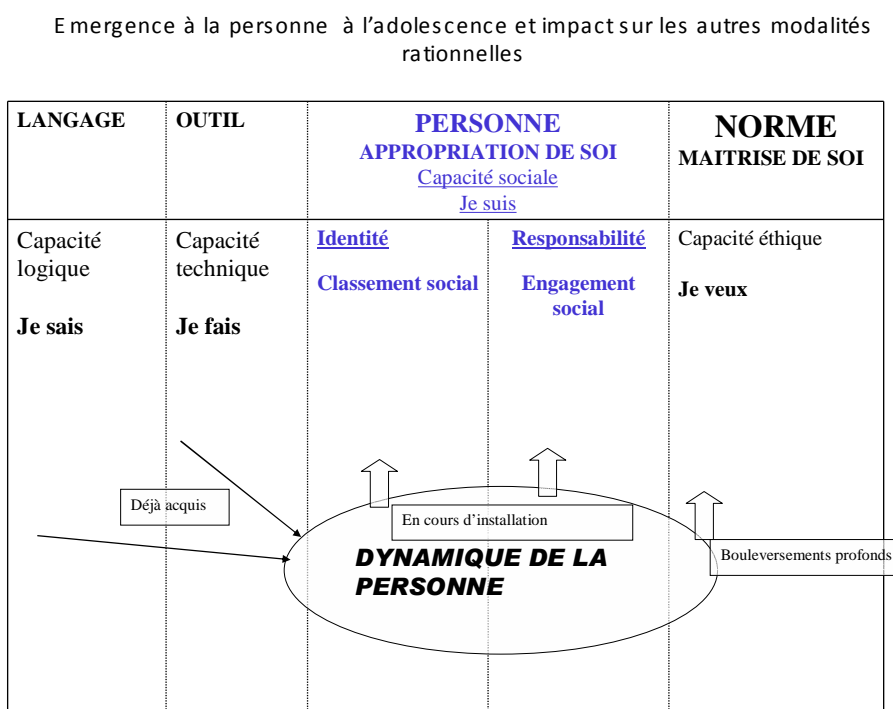 Emergence à la personne à l'adolescence et impact sur les autres modalités
rationnelles
LANGAGE
OUTIL
PERSONNE
APPROPRIATION DE SOI
Capacité sociale
Je suis
NORME
MAITRISE DE SOI
Capacité
logique
Je sais
Capacité
technique
Je fais
Identité
Classement social
Responsabilité
Engagement
social
Capacité éthique
Je veux
Déjà acquis
En cours d'installation
Bouleversements profonds
DYNAMIQUE DE LA
PERSONNE